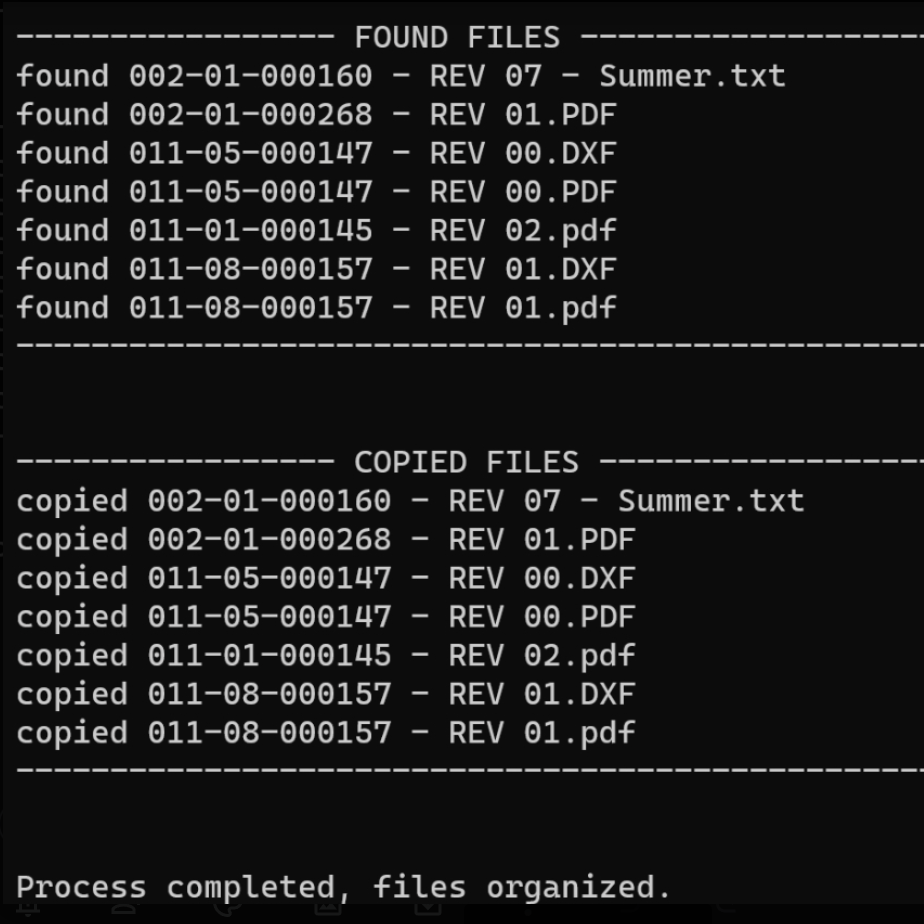 ----------------- FOUND FILES ------------------
found 002-01-000160 - REV 07 - Summer.txt
found 002-01-000268 - REV 01.PDF
found 011-05-000147 - REV 00.DXF
found 011-05-000147 - REV 00.PDF
found 011-01-000145 - REV 02.pdf
found 011-08-000157 - REV 01.DXF
found 011-08-000157 - REV 01.pdf
------------------------------------------------
----------------- COPIED FILES -----------------
copied 002-01-000160 - REV 07 - Summer.txt
copied 002-01-000268 - REV 01.PDF
copied 011-05-000147 - REV 00.DXF
copied 011-05-000147 - REV 00.PDF
copied 011-01-000145 - REV 02.pdf
copied 011-08-000157 - REV 01.DXF
copied 011-08-000157 - REV 01.pdf
------------------------------------------------
Process completed, files organized.